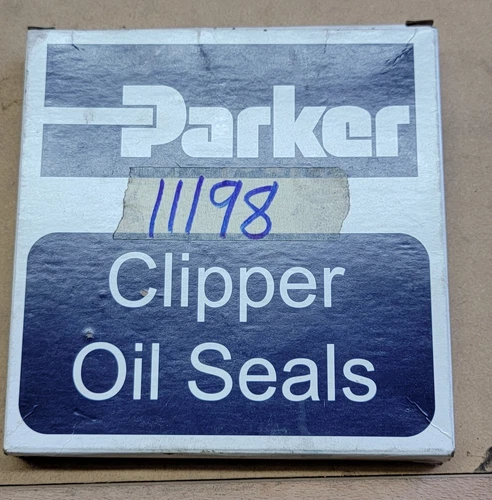 Parker
11198
Clipper
Oil Seals